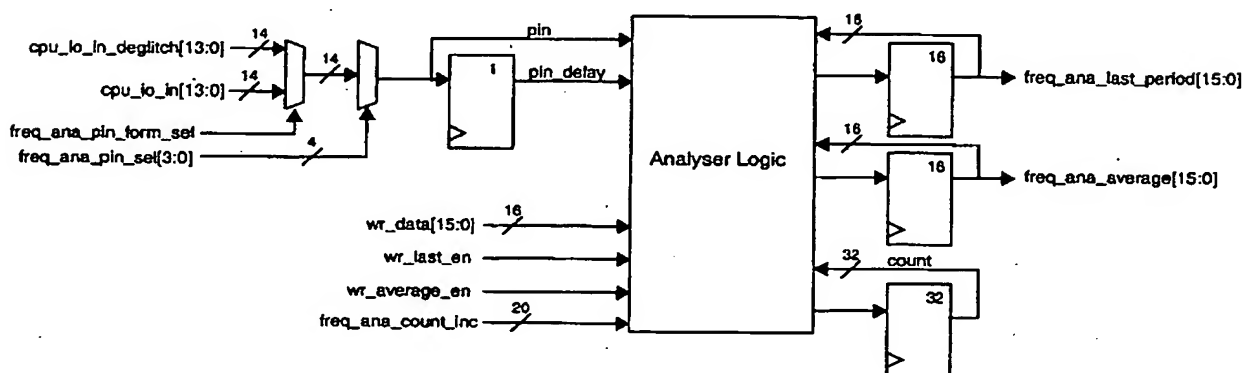 14
cpu_io_in_deglitch[13:0]
14
cpu_io_in[13:0]
14
freq_ana_pin_form_sel
freq_ana_pin_sel[3:0]
4
1
pin
pin_delay
Analyser Logic
16
wr_data[15:0]
wr_last_en
wr_average_en
20
freq_ana_count_inc
16
16
freq_ana_last_period[15:0]
16
16
freq_ana_average[15:0]
32
count
32